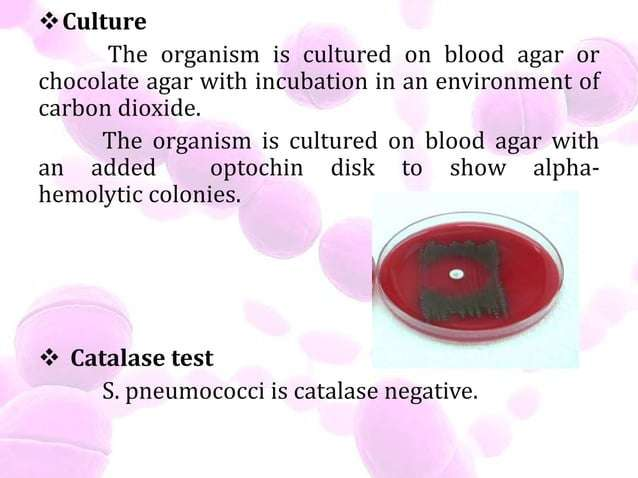 ❖Culture
The organism is cultured on blood agar or
chocolate agar with incubation in an environment of
carbon dioxide.
The organism is cultured on blood agar with
an added optochin disk to show alpha-
hemolytic colonies.
❖ Catalase test
S. pneumococci is catalase negative.